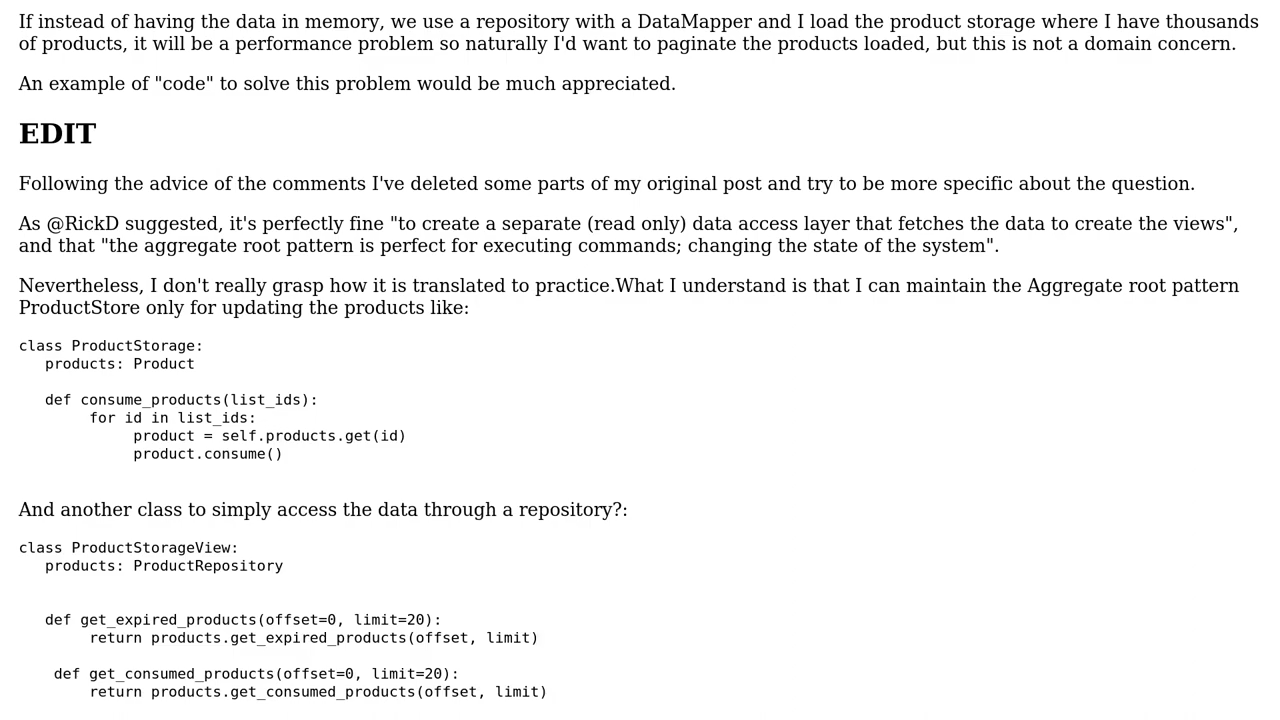 If instead of having the data in memory, we use a repository with a DataMapper and I load the product storage where I have thousands
of products, it will be a performance problem so naturally I'd want to paginate the products loaded, but this is not a domain concern.
An example of "code" to solve this problem would be much appreciated.
EDIT
Following the advice of the comments I've deleted some parts of my original post and try to be more specific about the question.
As @RickD suggested, it's perfectly fine "to create a separate (read only) data access layer that fetches the data to create the views",
and that "the aggregate root pattern is perfect for executing commands; changing the state of the system".
Nevertheless, I don't really grasp how it is translated to practice.What I understand is that I can maintain the Aggregate root pattern
ProductStore only for updating the products like:
class ProductStorage:
   products: Product
   def consume_products(list_ids):
        for id in list_ids:
             product = self.products.get(id)
             product.consume()
And another class to simply access the data through a repository?:
class ProductStorageView:
   products: ProductRepository
   def get_expired_products(offset=0, limit=20):
        return products.get_expired_products(offset, limit)
    def get_consumed_products(offset=0, limit=20):
        return products.get_consumed_products(offset, limit)